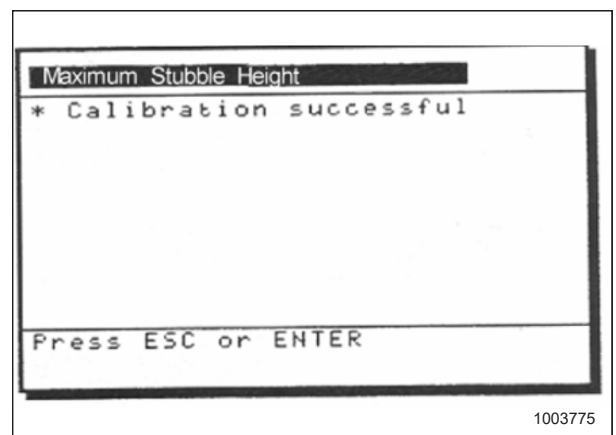 Maximum Stubble Height
* Calibration successful
Press ESC or ENTER
1003775